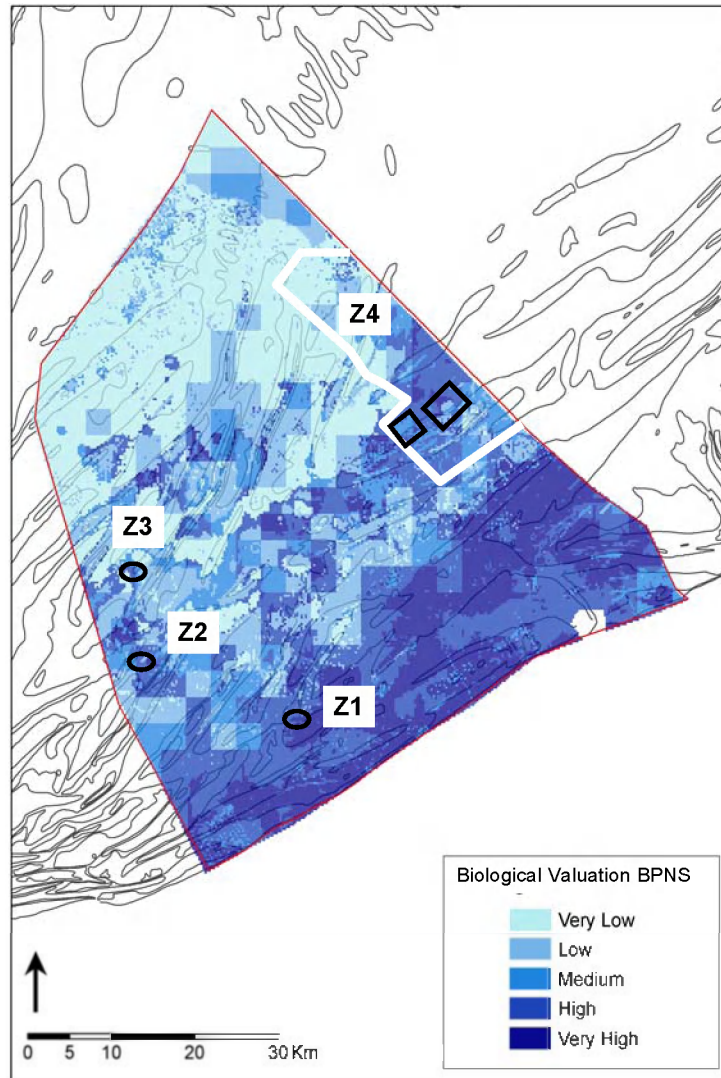 Z4
Z3
Z2
Z1
Biological Valuation BPNS
Very Low
Low
Medium
High
Very High
0 5 10 20 30 Km